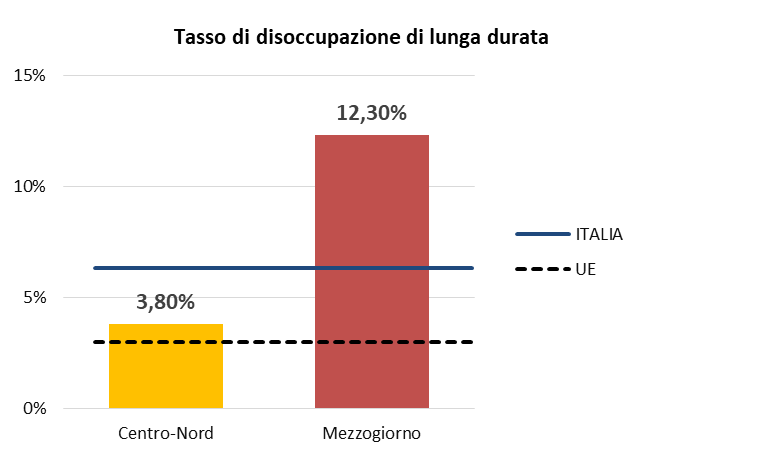 Tasso di disoccupazione di lunga durata
15%
12,30%
10%
ITALIA
UE
5%
3,80%
0%
Centro-Nord
Mezzogiorno